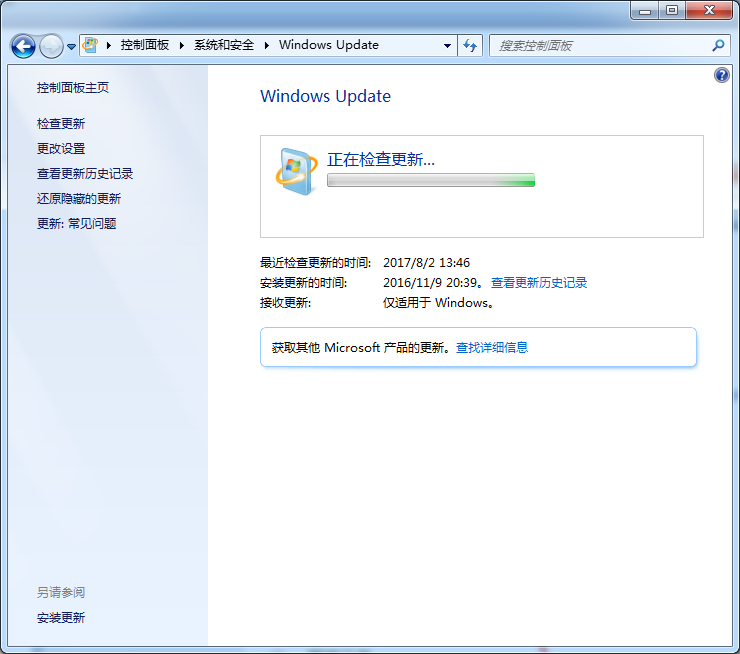 控制面板 系统和安全 Windows Update
搜索控制面板
控制面板主页
检查更新
更改设置
查看更新历史记录
还原隐藏的更新
更新: 常见问题
另请参阅
安装更新
Windows Update
正在检查更新...
最近检查更新的时间: 2017/8/2 13:46
安装更新的时间: 2016/11/9 20:39。 查看更新历史记录
接收更新: 仅适用于 Windows。
获取其他 Microsoft 产品的更新。查找详细信息